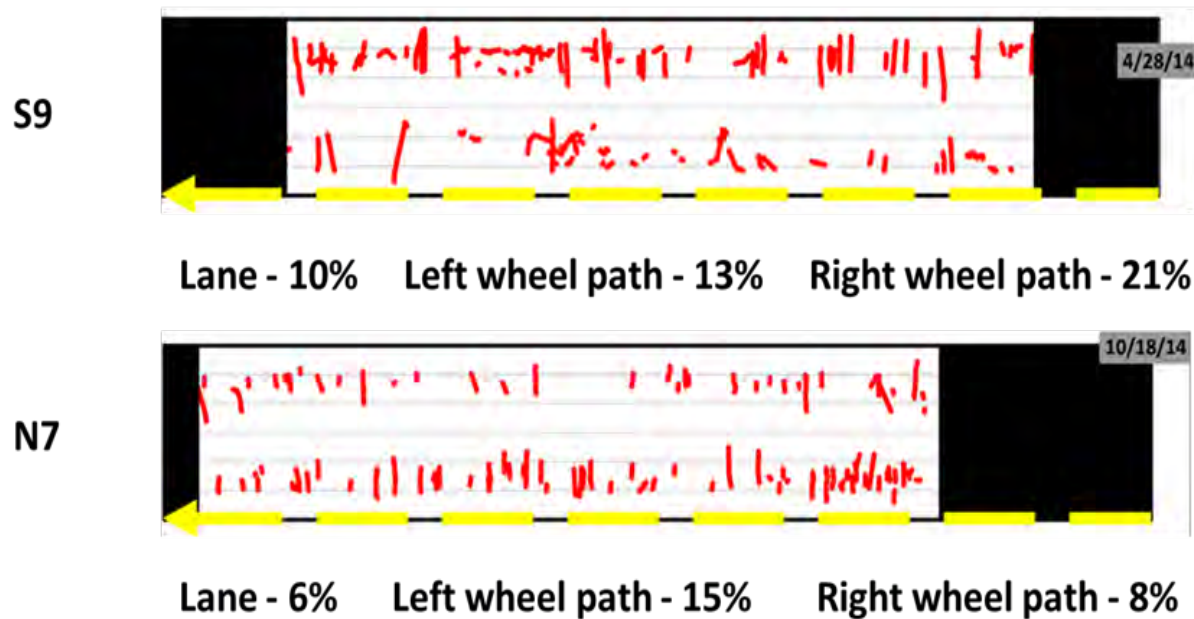 4/28/14
S9
Lane - 10% Left wheel path - 13% Right wheel path - 21%
10/18/14
N7
Lane - 6% Left wheel path - 15% Right wheel path - 8%